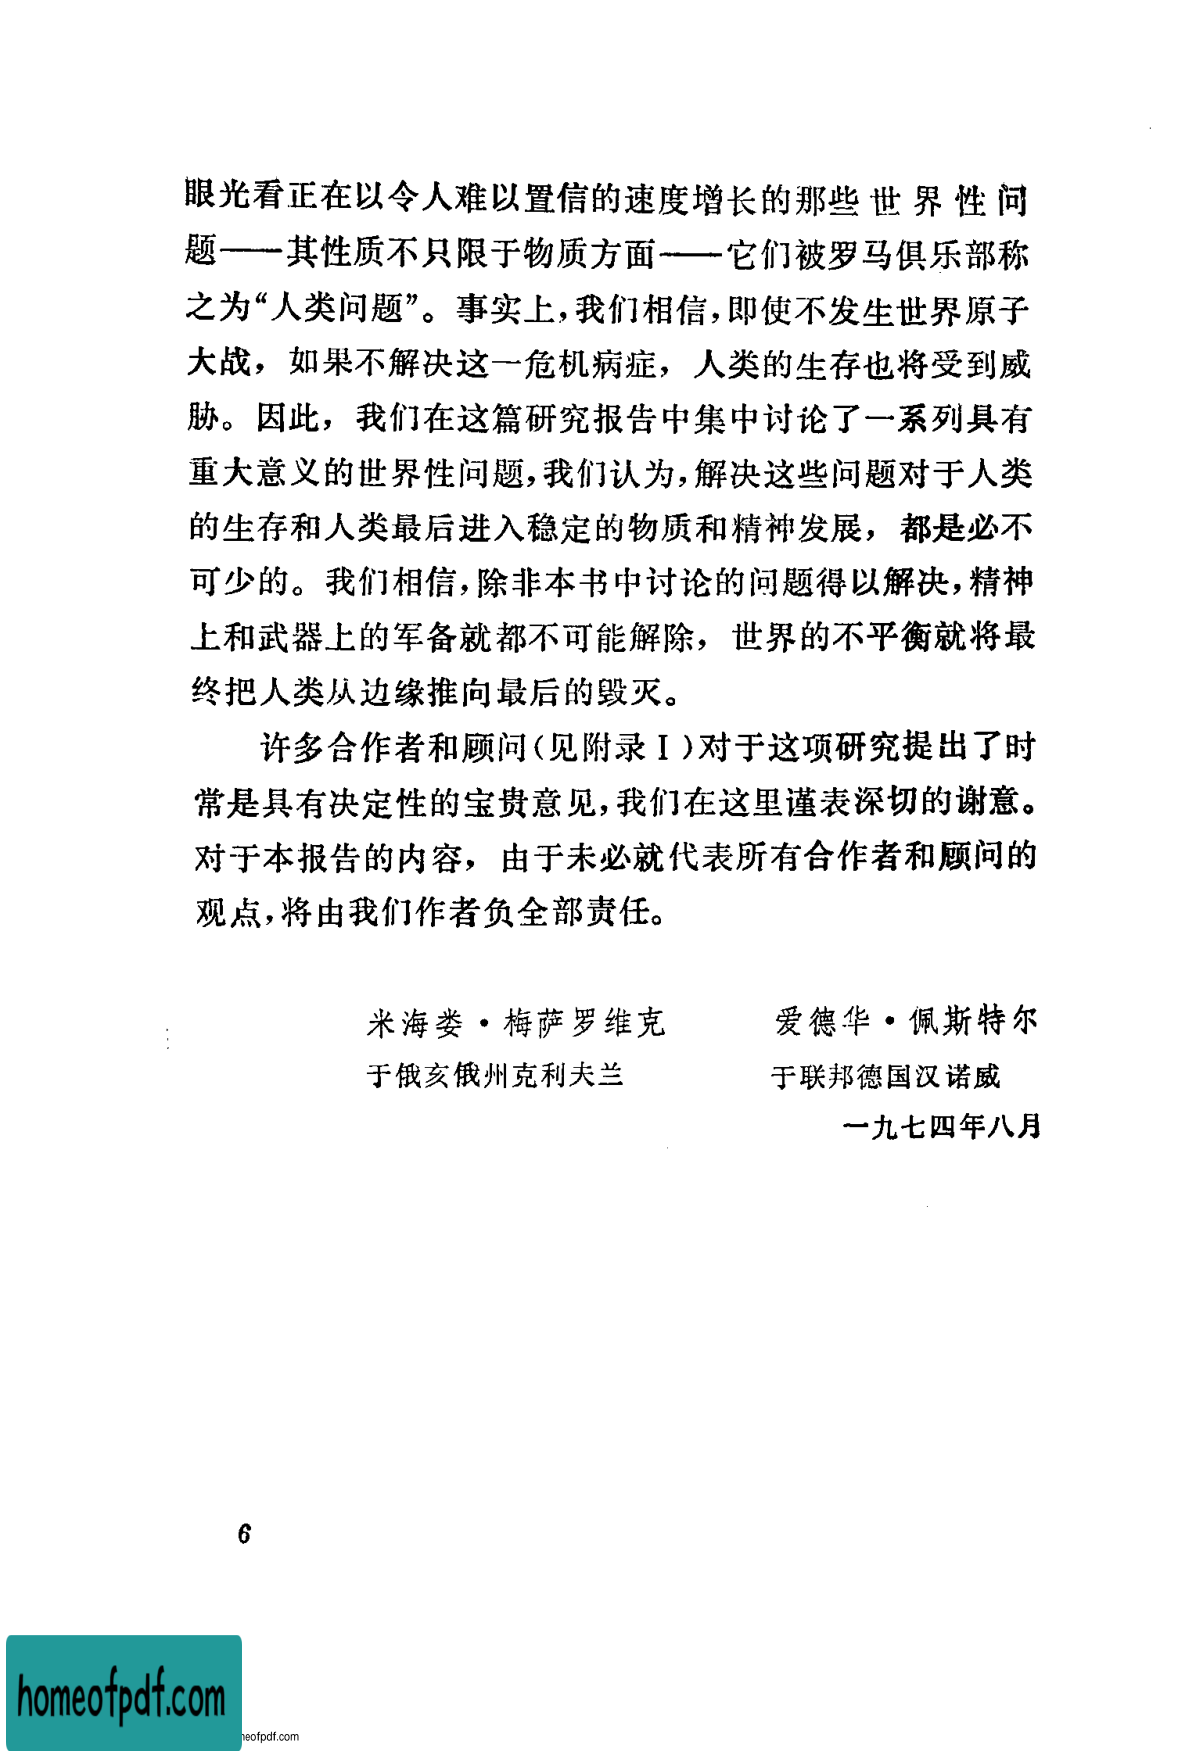 眼光看正在以令人难以置信的速度增长的那些世界性问
题——其性质不只限于物质方面——它们被罗马俱乐部称
之为“人类问题”。事实上，我们相信，即使不发生世界原子
大战，如果不解决这一危机病症，人类的生存也将受到威
胁。因此，我们在这篇研究报告中集中讨论了一系列具有
重大意义的世界性问题，我们认为，解决这些问题对于人类
的生存和人类最后进入稳定的物质和精神发展，都是必不
可少的。我们相信，除非本书中讨论的问题得以解决，精神
上和武器上的军备就都不可能解除，世界的不平衡就将最
终把人类从边缘推向最后的毁灭。
许多合作者和顾问（见附录Ⅰ）对于这项研究提出了时
常是具有决定性的宝贵意见，我们在这里谨表深切的谢意。
对于本报告的内容，由于未必就代表所有合作者和顾问的
观点，将由我们作者负全部责任。
米海娄·梅萨罗维克 爱德华·佩斯特尔
于俄亥俄州克利夫兰 于联邦德国汉诺威
一九七四年八月
6
homeofpdf.com
neofpdf.com